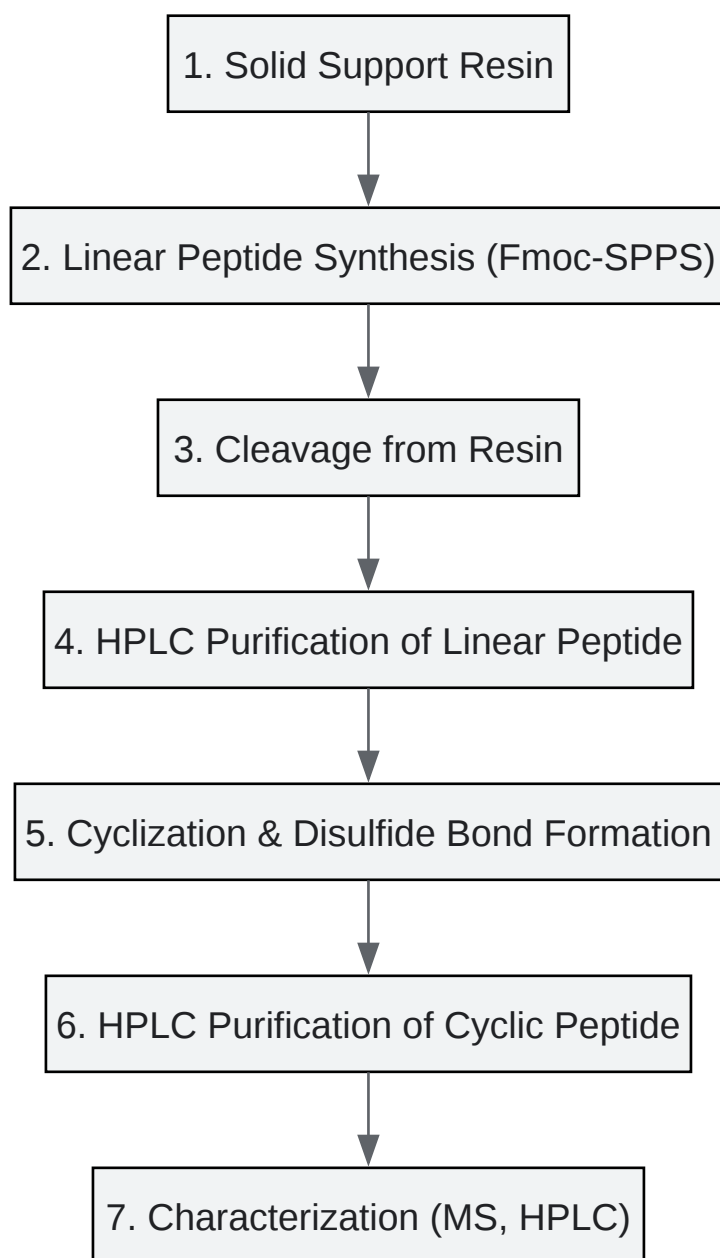 1. Solid Support Resin
2. Linear Peptide Synthesis (Fmoc-SPPS)
3. Cleavage from Resin
4. HPLC Purification of Linear Peptide
5. Cyclization & Disulfide Bond Formation
6. HPLC Purification of Cyclic Peptide
7. Characterization (MS, HPLC)